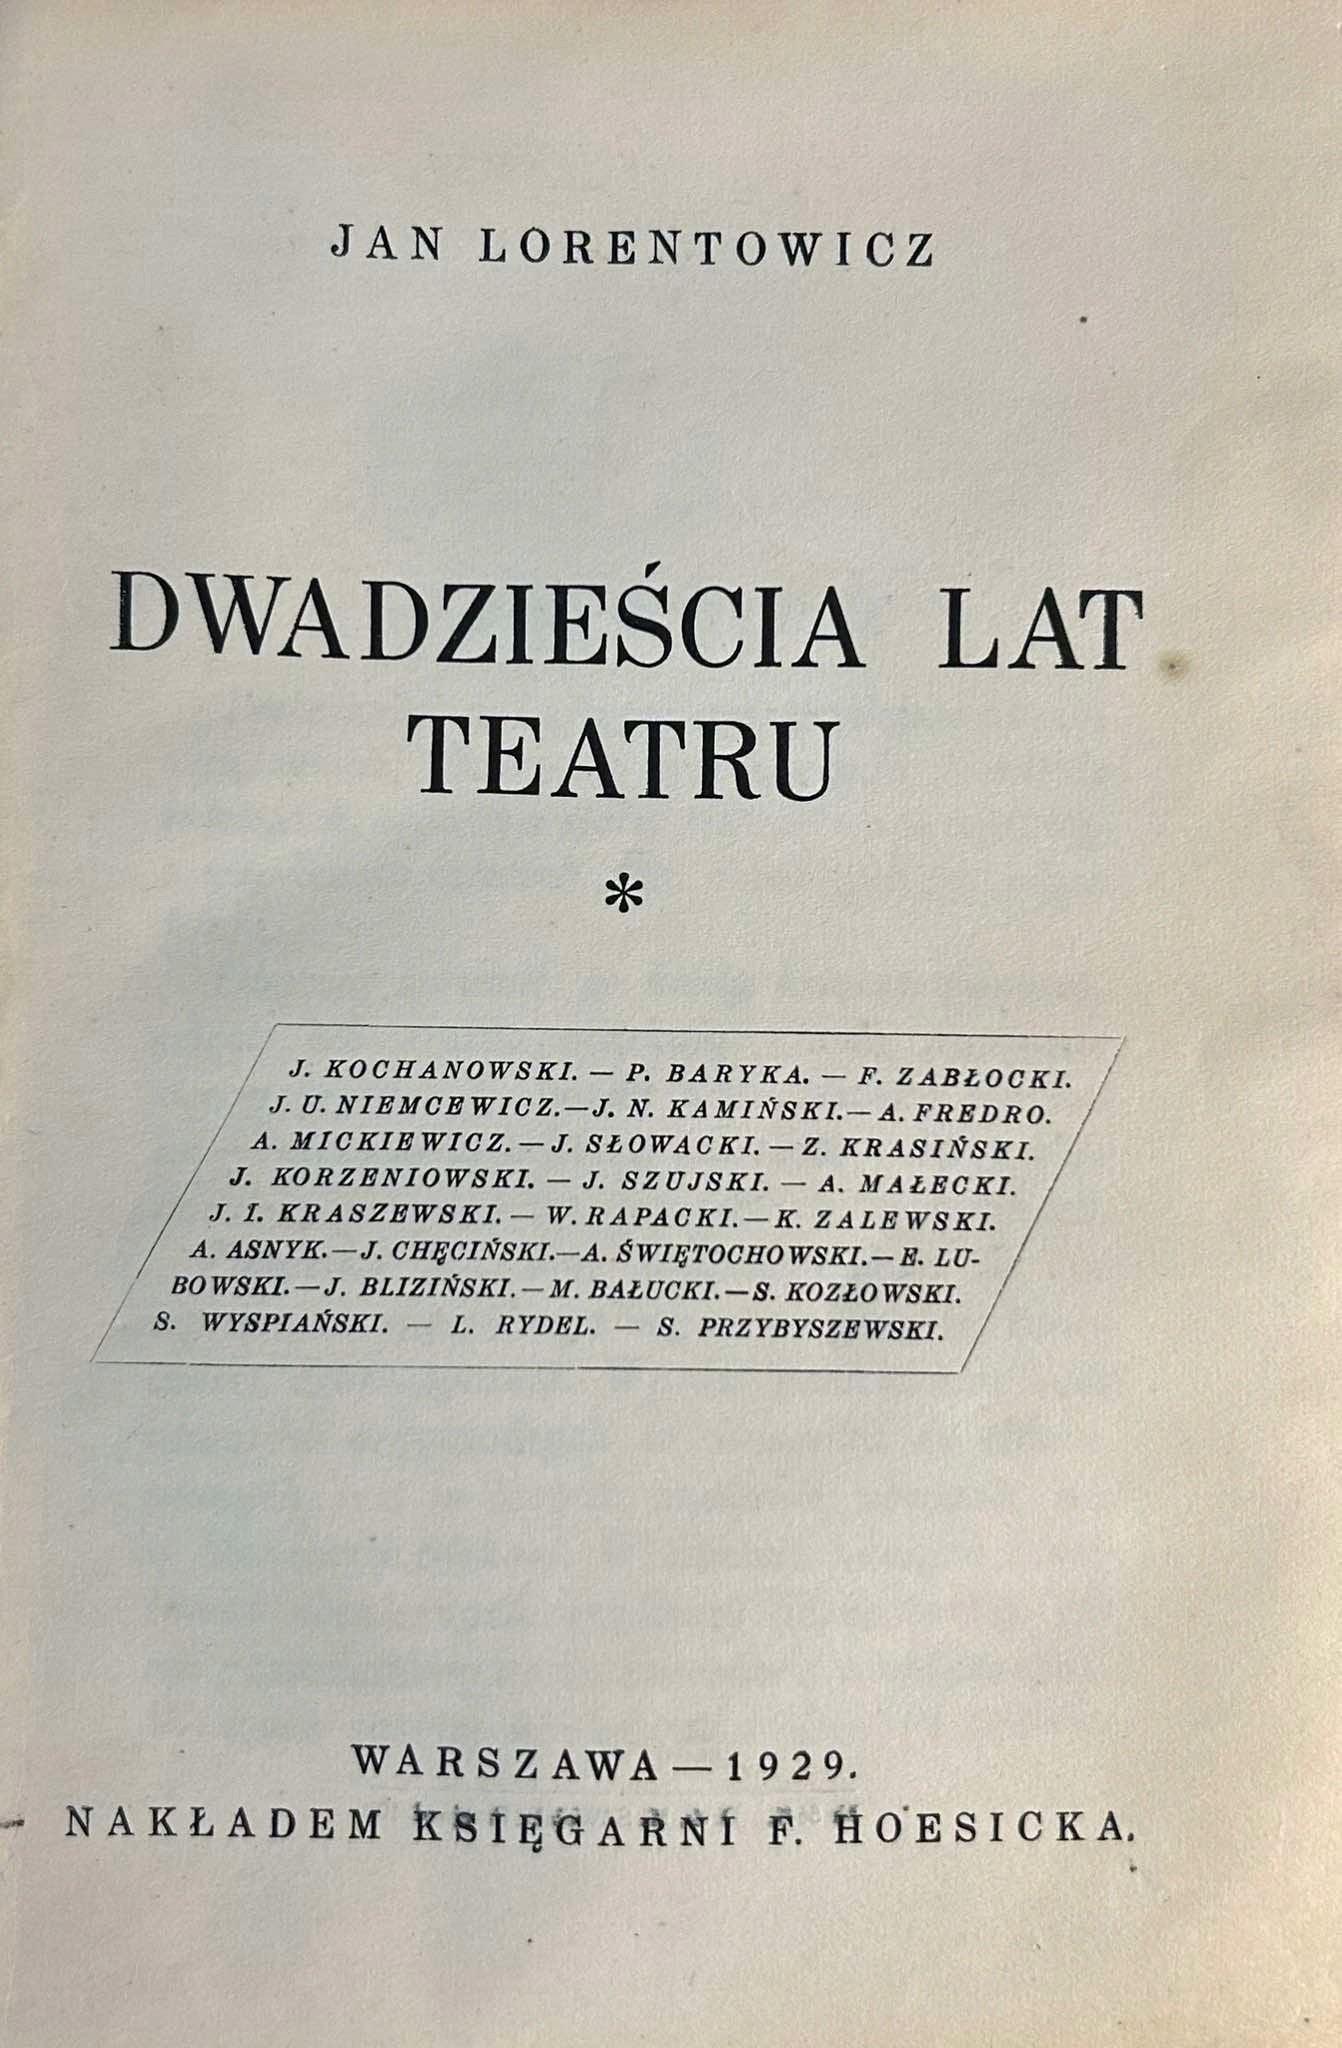 JAN LORENTOWICZ
DWADZIEŚCIA LAT
TEATRU
*
J. KOCHANOWSKI. — P. BARYKA. — F. ZABŁOCKI.
J. U. NIEMCEWICZ.—J. N. KAMIŃSKI.—A. FREDRO.
A. MICKIEWICZ.—J. SŁOWACKI.—Z. KRASIŃSKI.
J. KORZENIOWSKI. — J. SZUJSKI. — A. MAŁECKI.
J. I. KRASZEWSKI.— W. RAPACKI.—K. ZALEWSKI.
A. ASNYK.—J. CHĘCIŃSKI.—A. ŚWIĘTOCHOWSKI.—E. LU-
BOWSKI.—J. BLIZIŃSKI.—M. BAŁUCKI.—S. KOZŁOWSKI.
S. WYSPIAŃSKI. — L. RYDEL. — S. PRZYBYSZEWSKI.
WARSZAWA—1929.
NAKŁADEM KSIĘGARNI F. HOESICKA.